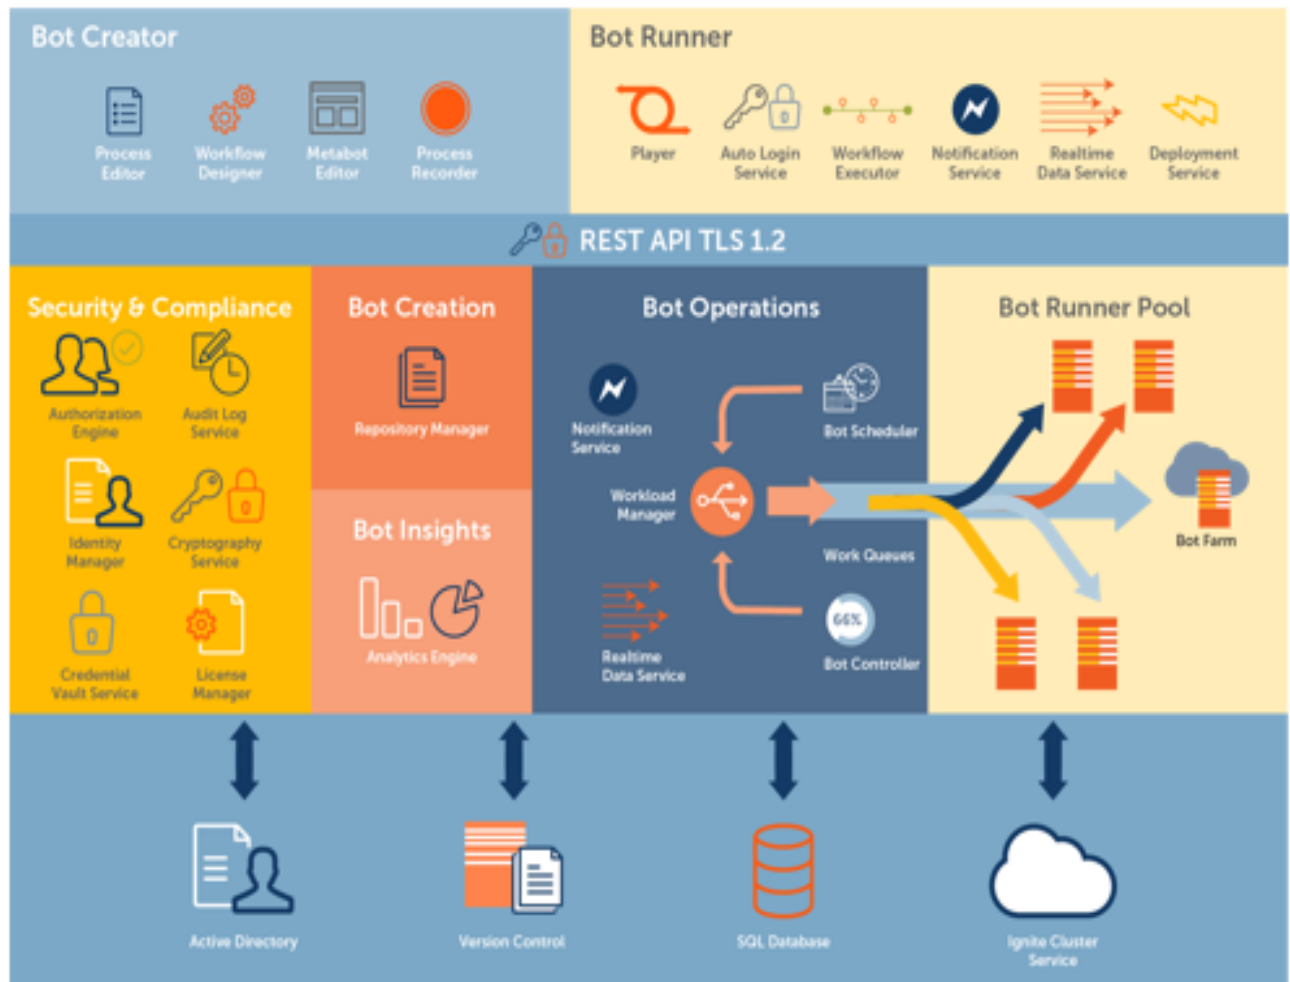 Bot Creator
Process
Editor
Workflow
Designer
Metabot
Editor
Process
Recorder
Bot Runner
Player
Auto Login
Service
Workflow
Executor
Notification
Service
Realtime
Data Service
Deployment
Service
REST API TLS 1.2
Security & Compliance
Authorization
Engine
Audit Log
Service
Identity
Manager
Cryptography
Service
Credential
Vault Service
License
Manager
Bot Creation
Repository Manager
Bot Insights
Analytics Engine
Bot Operations
Notification
Service
Bot Scheduler
Workload
Manager
Work Queues
Realtime
Data Service
66%
Bot Controller
Bot Runner Pool
Bot Farm
Active Directory
Version Control
SQL Database
Ignite Cluster
Service